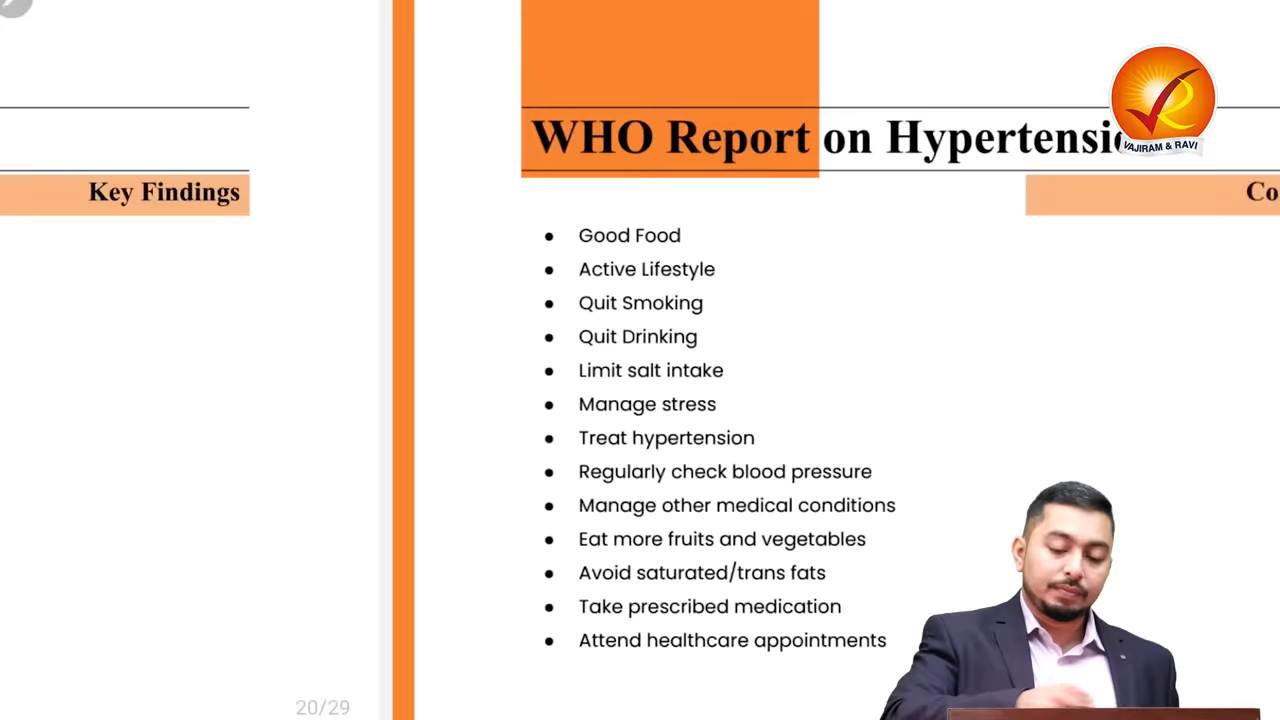 Key Findings
20/29
WHO Report on Hypertensi
Co
Good Food
Active Lifestyle
Quit Smoking
Quit Drinking
Limit salt intake
Manage stress
Treat hypertension
Regularly check blood pressure
Manage other medical conditions
Eat more fruits and vegetables
Avoid saturated/trans fats
Take prescribed medication
Attend healthcare appointments
VAJIRAM & RAVI